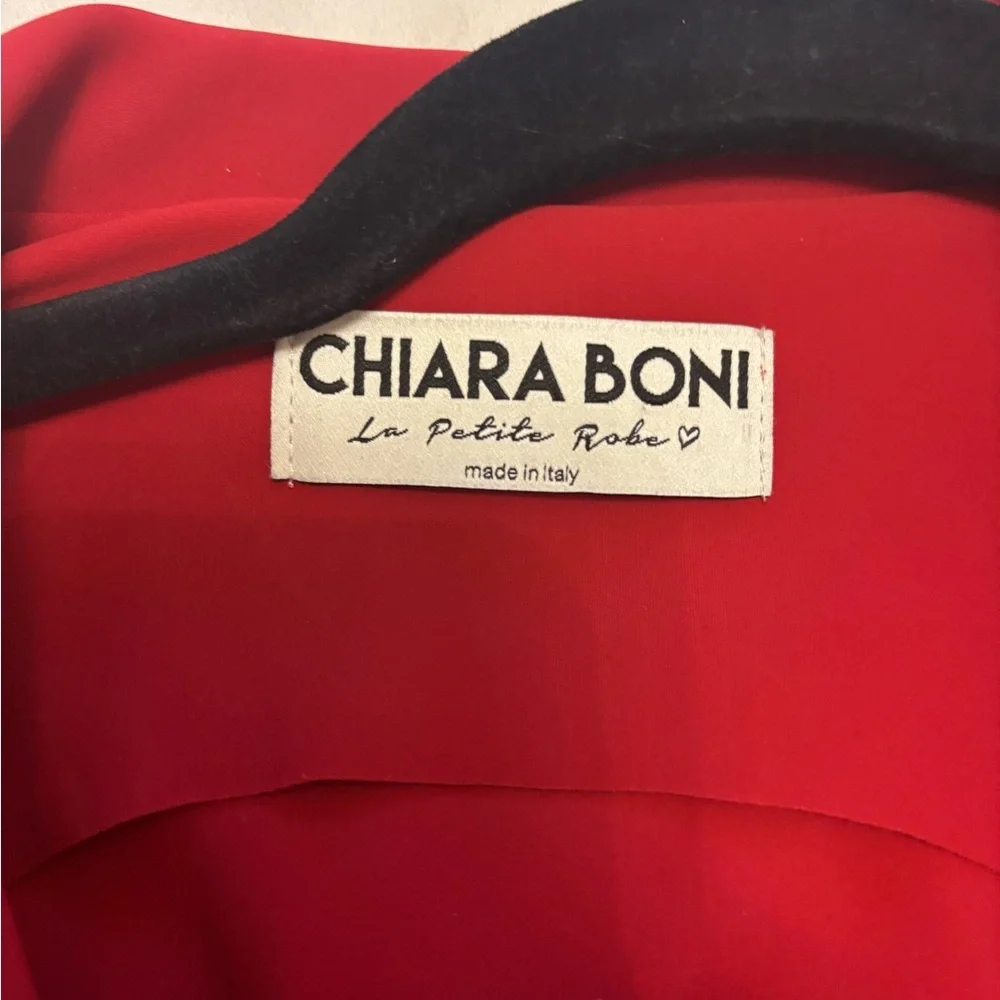 CHIARA BONI
La Petite Robe ♡
made in Italy